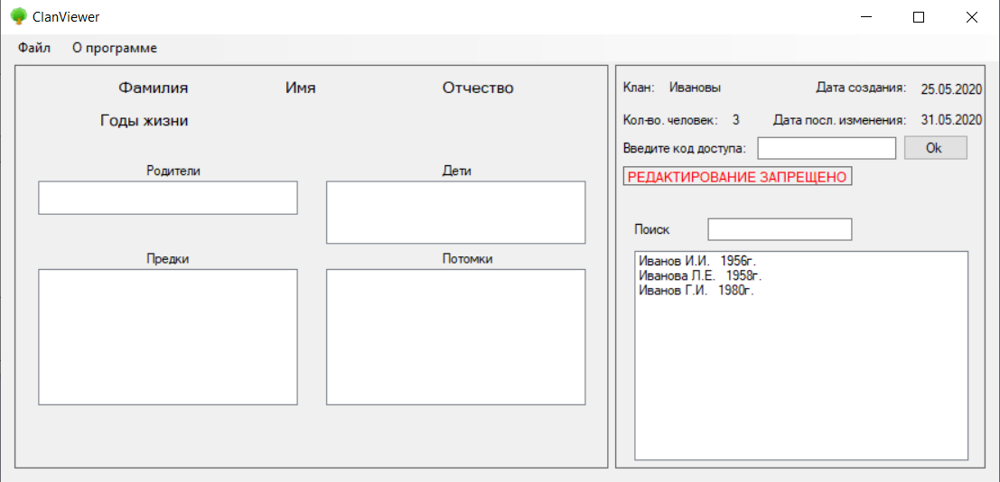 ClanViewer
Файл О программе
Фамилия Имя Отчество
Годы жизни
Родители Дети
Предки Потомки
Клан: Ивановы Дата создания: 25.05.2020
Кол-во. человек: 3 Дата посл. изменения: 31.05.2020
Введите код доступа: Ok
РЕДАКТИРОВАНИЕ ЗАПРЕЩЕНО
Поиск
Иванов И.И. 1956г.
Иванова Л.Е. 1958г.
Иванов Г.И. 1980г.